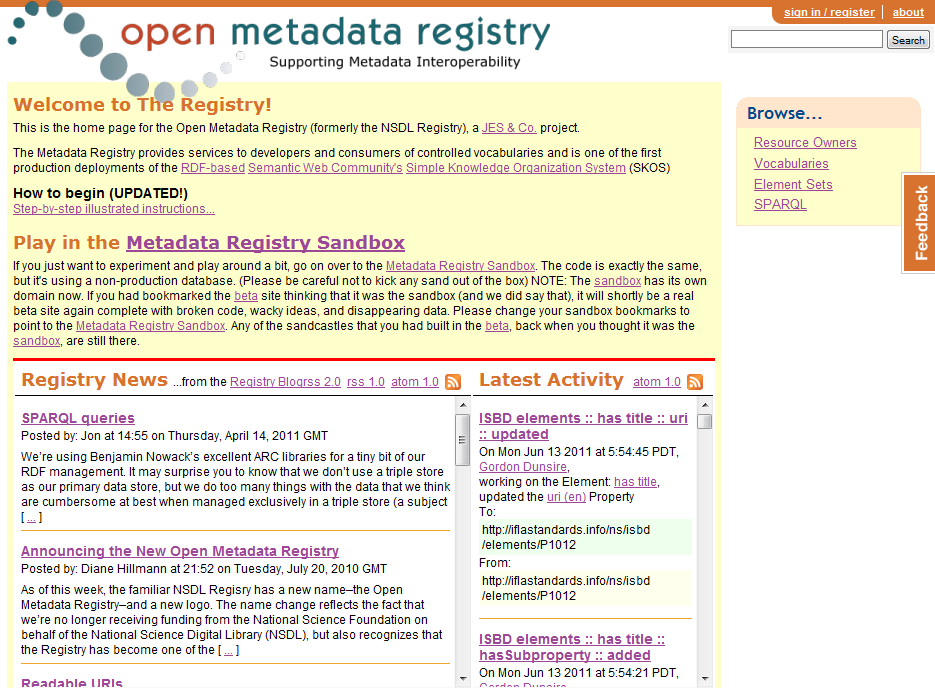 sign in / register | about
open metadata registry
Supporting Metadata Interoperability
Search
Welcome to The Registry!
This is the home page for the Open Metadata Registry (formerly the NSDL Registry), a JES & Co. project.
The Metadata Registry provides services to developers and consumers of controlled vocabularies and is one of the first
production deployments of the RDF-based Semantic Web Community's Simple Knowledge Organization System (SKOS)
How to begin (UPDATED!)
Step-by-step illustrated instructions...
Play in the Metadata Registry Sandbox
If you just want to experiment and play around a bit, go on over to the Metadata Registry Sandbox. The code is exactly the same,
but it's using a non-production database. (Please be careful not to kick any sand out of the box) NOTE: The sandbox has its own
domain now. If you had bookmarked the beta site thinking that it was the sandbox (and we did say that), it will shortly be a real
beta site again complete with broken code, wacky ideas, and disappearing data. Please change your sandbox bookmarks to
point to the Metadata Registry Sandbox. Any of the sandcastles that you had built in the beta, back when you thought it was the
sandbox, are still there.
Browse...
Resource Owners
Vocabularies
Element Sets
SPARQL
Feedback
Registry News ...from the Registry Blogrss 2.0 rss 1.0 atom 1.0
SPARQL queries
Posted by: Jon at 14:55 on Thursday, April 14, 2011 GMT
We're using Benjamin Nowack's excellent ARC libraries for a tiny bit of our
RDF management. It may surprise you to know that we don't use a triple store
as our primary data store, but we do too many things with the data that we think
are cumbersome at best when managed exclusively in a triple store (a subject
[ ... ]
Announcing the New Open Metadata Registry
Posted by: Diane Hillmann at 21:52 on Tuesday, July 20, 2010 GMT
As of this week, the familiar NSDL Regisry has a new name–the Open
Metadata Registry–and a new logo. The name change reflects the fact that
we're no longer receiving funding from the National Science Foundation on
behalf of the National Science Digital Library (NSDL), but also recognizes that
the Registry has become one of the [ ... ]
Readable URIs
Latest Activity atom 1.0
ISBD elements :: has title :: uri
:: updated
On Mon Jun 13 2011 at 5:54:45 PDT,
Gordon Dunsire,
working on the Element: has title,
updated the uri (en) Property
To:
http://iflastandards.info/ns/isbd
/elements/P1012
From:
http://iflastandards.info/ns/isbd
/elements/P1012
ISBD elements :: has title ::
hasSubproperty :: added
On Mon Jun 13 2011 at 5:54:21 PDT,
Gordon Dunsire,